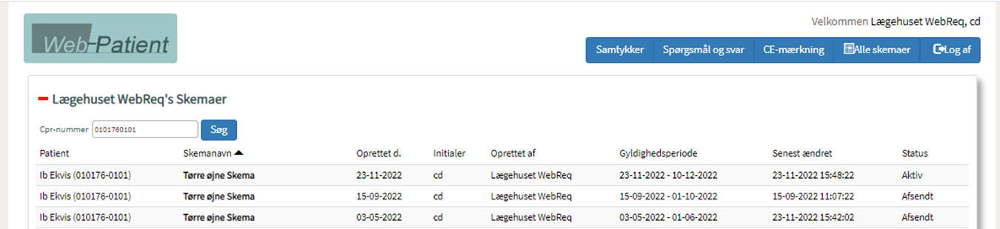 Web-Patient
Velkommen Lægehuset WebReq, cd
Samtykker Spørgsmål og svar CE-mærkning Alle skemaer Log af
Lægehuset WebReq's Skemaer
Cpr-nummer 0101760101 Søg
Patient Skemanavn Oprettet d. Initialer Oprettet af Gyldighedsperiode Senest ændret Status
Ib Ekvis (010176-0101) Tørre øjne Skema 23-11-2022 cd Lægehuset WebReq 23-11-2022 - 10-12-2022 23-11-2022 15:48:22 Aktiv
Ib Ekvis (010176-0101) Tørre øjne Skema 15-09-2022 cd Lægehuset WebReq 15-09-2022 - 01-10-2022 15-09-2022 11:07:22 Afsendt
Ib Ekvis (010176-0101) Tørre øjne Skema 03-05-2022 cd Lægehuset WebReq 03-05-2022 - 01-06-2022 23-11-2022 15:42:02 Afsendt